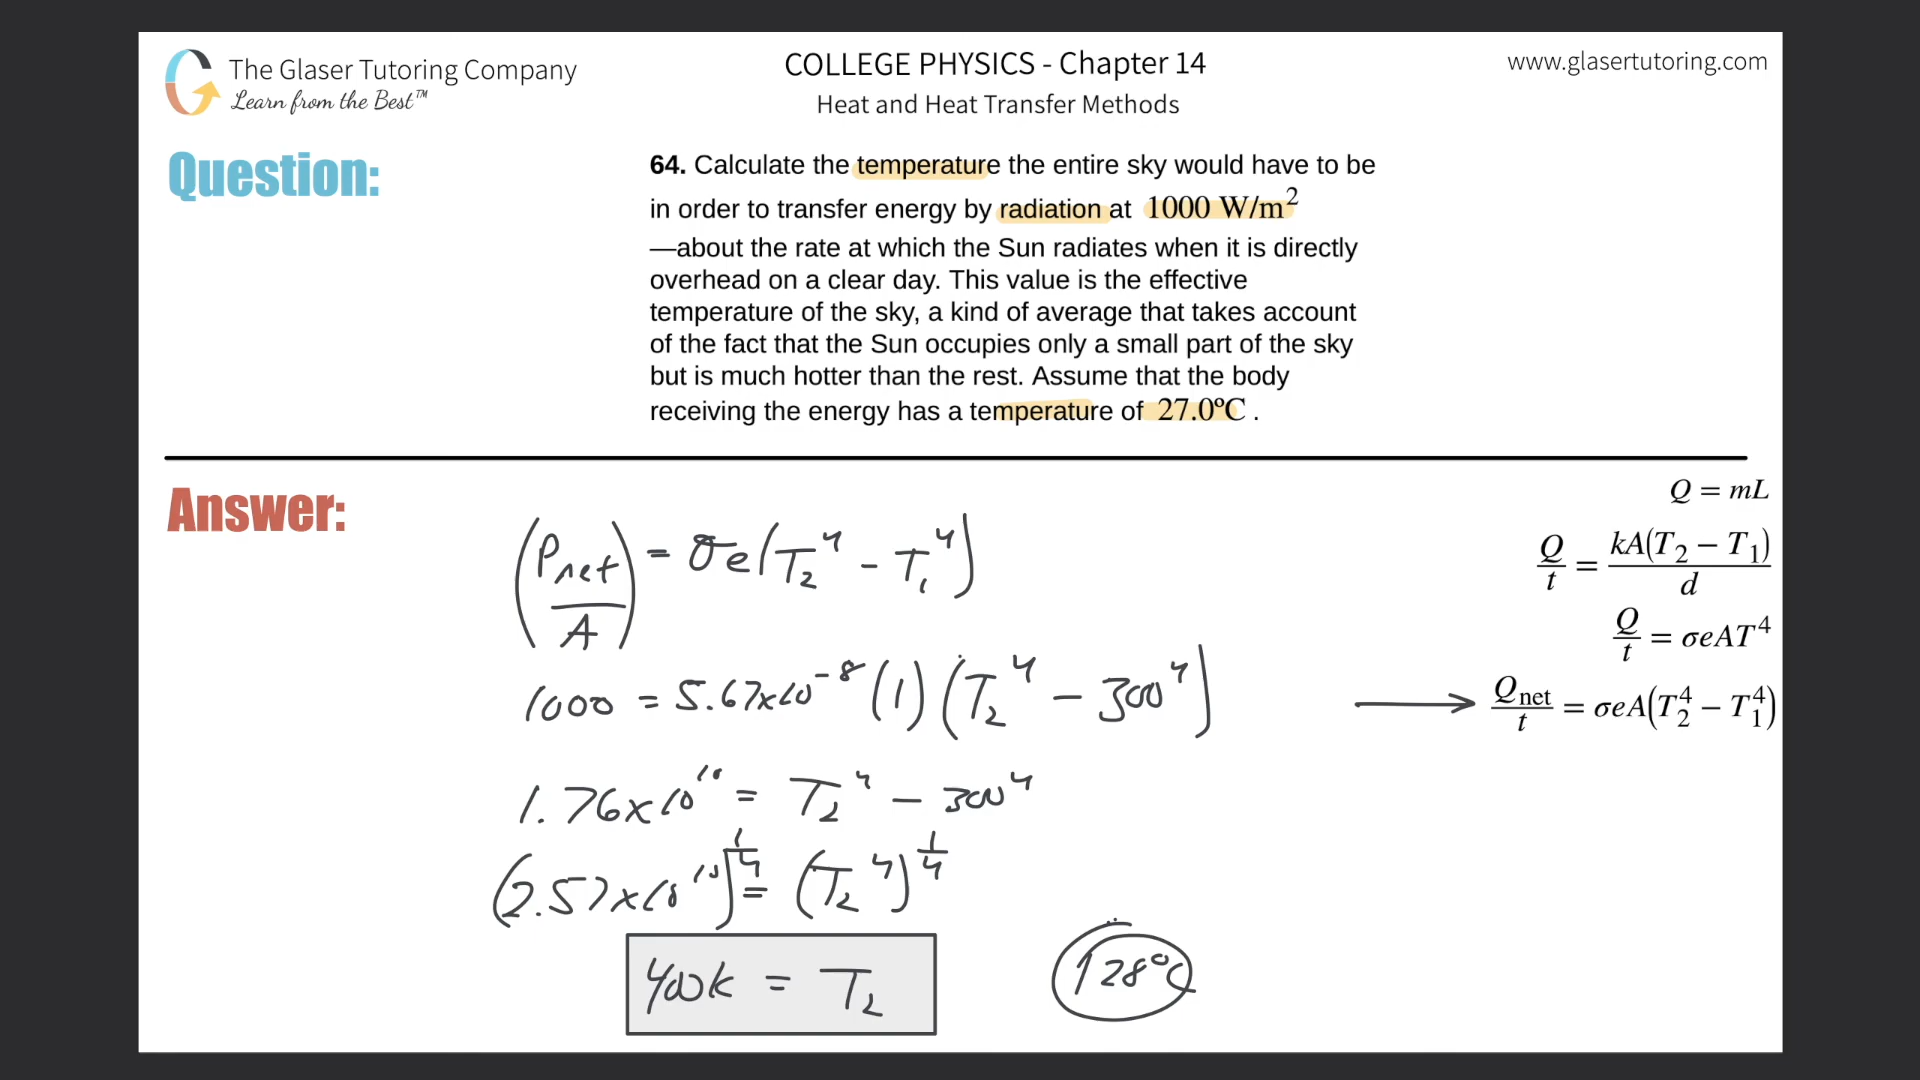 The Glaser Tutoring Company
Learn from the Best™
COLLEGE PHYSICS - Chapter 14
Heat and Heat Transfer Methods
www.glasertutoring.com
Question:
64. Calculate the temperature the entire sky would have to be
in order to transfer energy by radiation at 1000 W/m²
—about the rate at which the Sun radiates when it is directly
overhead on a clear day. This value is the effective
temperature of the sky, a kind of average that takes account
of the fact that the Sun occupies only a small part of the sky
but is much hotter than the rest. Assume that the body
receiving the energy has a temperature of 27.0ºC .
Answer:
(Pnet/A) = σe(T₂⁴ - T₁⁴)
1000 = 5.67x10⁻⁸ (1) (T₂⁴ - 300⁴)
1.76x10¹⁰ = T₂⁴ - 300⁴
(2.57x10¹⁰)^1/4 = (T₂⁴)^1/4
400k = T₂
128°C
Q = mL
Q/t = kA(T₂ − T₁)/d
Q/t = σeAT⁴
Qnet/t = σeA(T₂⁴ − T₁⁴)